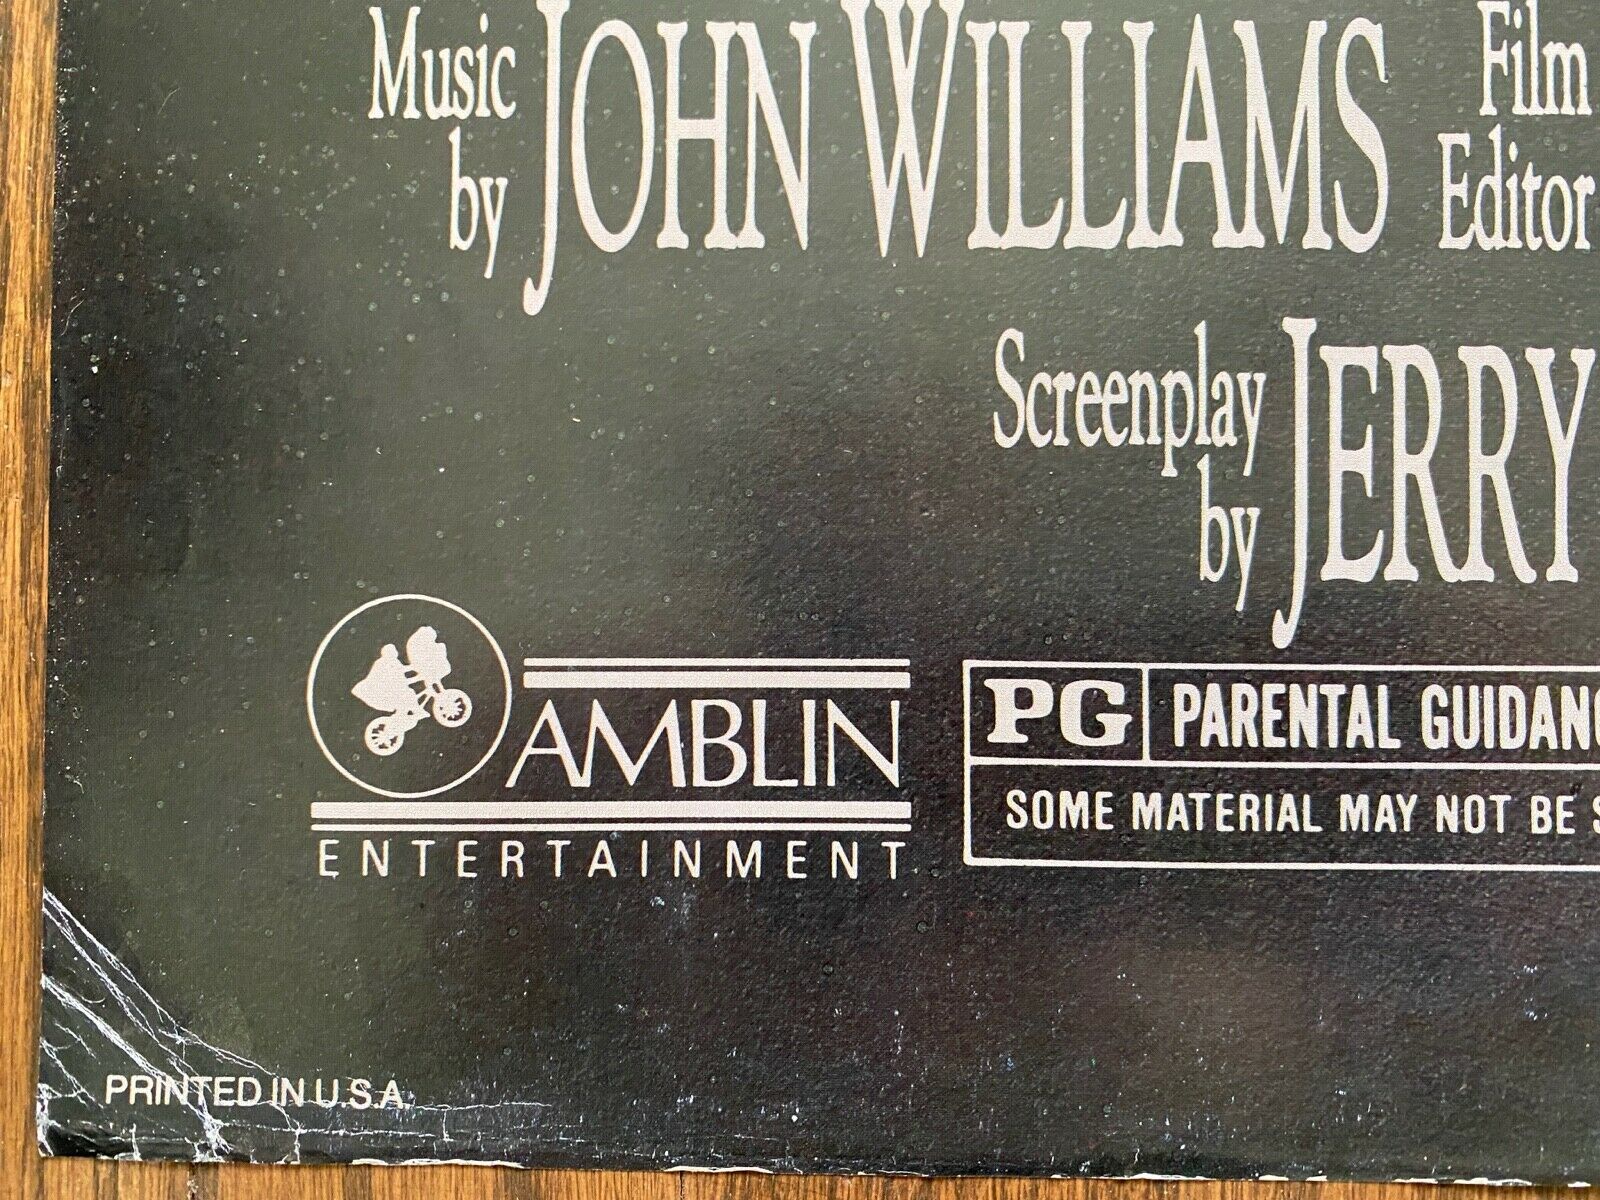 Music by JOHN WILLIAMS Film Editor
Screenplay by JERRY
AMBLIN
ENTERTAINMENT
PG PARENTAL GUIDANC
SOME MATERIAL MAY NOT BE S
PRINTED IN U.S.A.